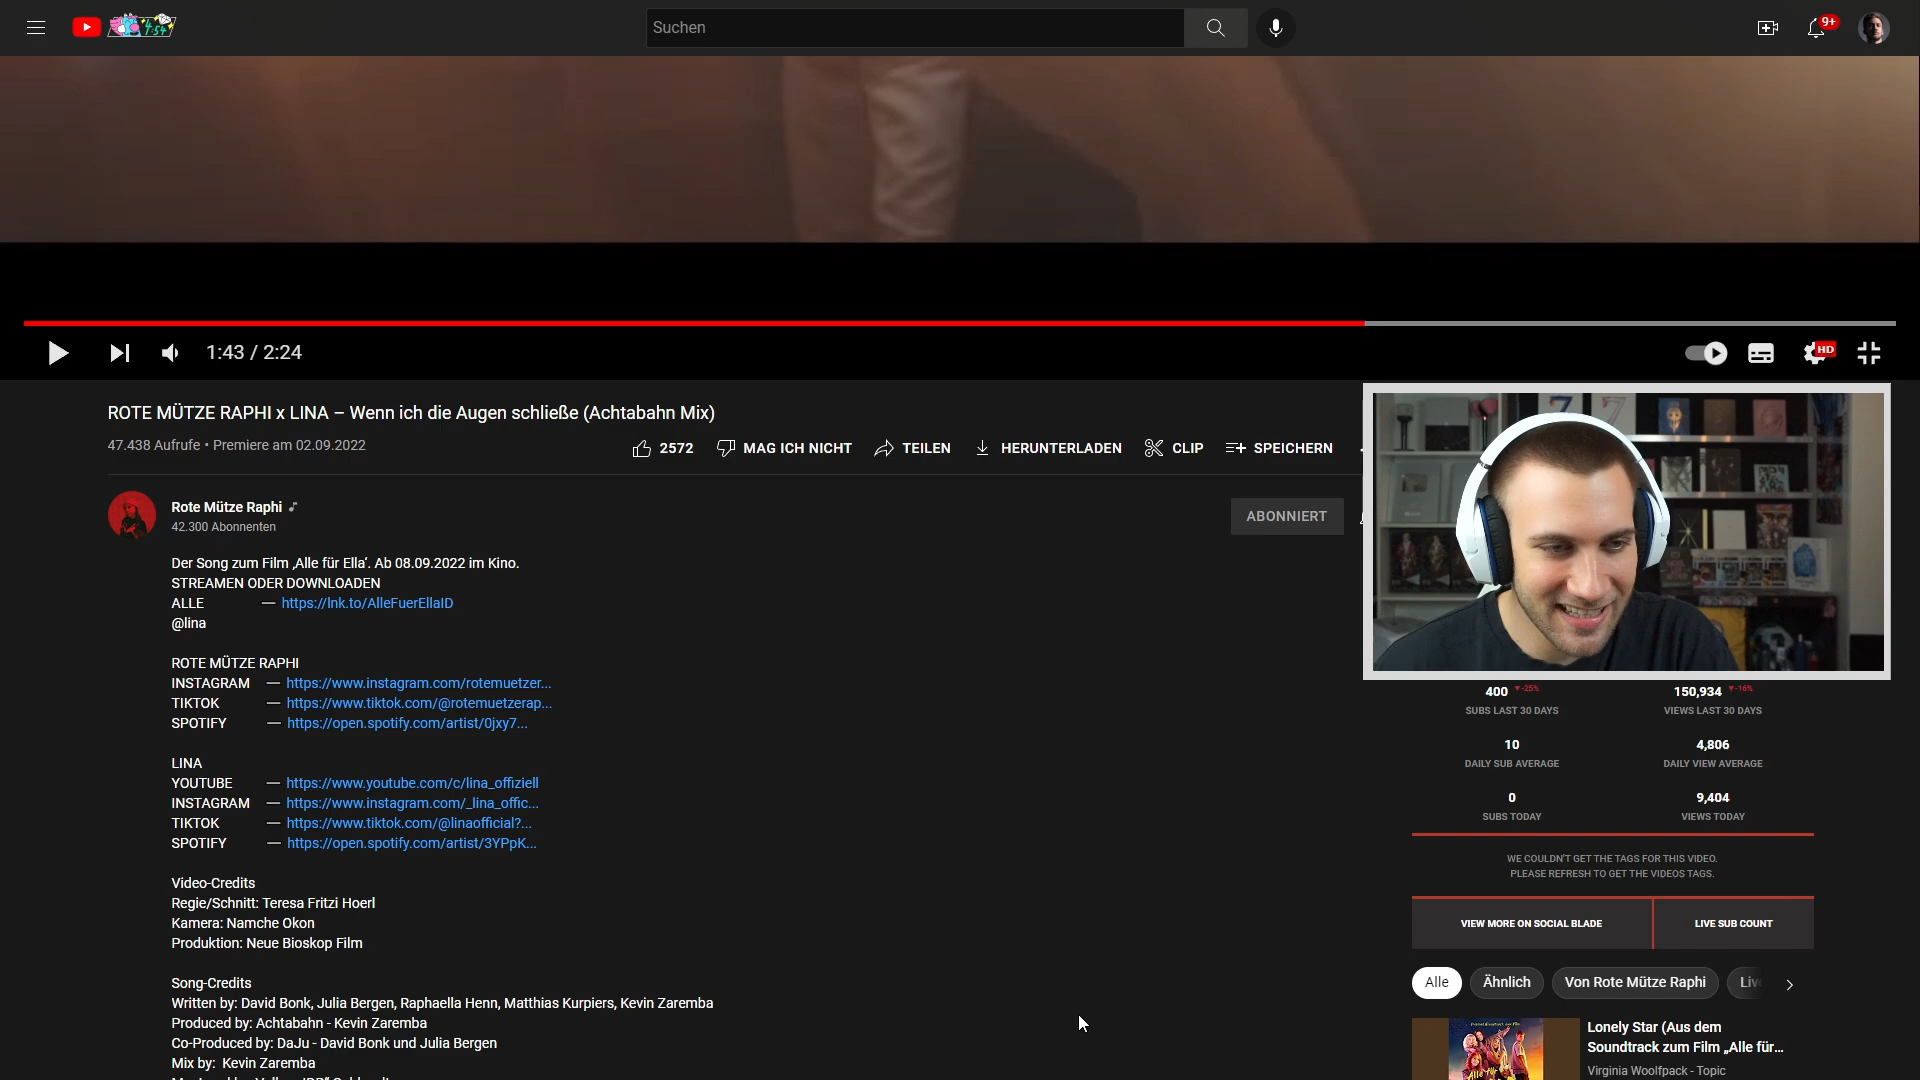 4:54
Suchen
9+
1:43 / 2:24
HD
ROTE MÜTZE RAPHI x LINA – Wenn ich die Augen schließe (Achtabahn Mix)
47.438 Aufrufe • Premiere am 02.09.2022
2572
MAG ICH NICHT
TEILEN
HERUNTERLADEN
CLIP
SPEICHERN
Rote Mütze Raphi
42.300 Abonnenten
ABONNIERT
Der Song zum Film ‚Alle für Ella‘. Ab 08.09.2022 im Kino.
STREAMEN ODER DOWNLOADEN
ALLE — https://lnk.to/AlleFuerEllaID
@lina
ROTE MÜTZE RAPHI
INSTAGRAM — https://www.instagram.com/rotemuetzer...
TIKTOK — https://www.tiktok.com/@rotemuetzerap...
SPOTIFY — https://open.spotify.com/artist/0jxy7...
LINA
YOUTUBE — https://www.youtube.com/c/lina_offiziell
INSTAGRAM — https://www.instagram.com/_lina_offic...
TIKTOK — https://www.tiktok.com/@linaofficial?...
SPOTIFY — https://open.spotify.com/artist/3YPpK...
Video-Credits
Regie/Schnitt: Teresa Fritzi Hoerl
Kamera: Namche Okon
Produktion: Neue Bioskop Film
Song-Credits
Written by: David Bonk, Julia Bergen, Raphaella Henn, Matthias Kurpiers, Kevin Zaremba
Produced by: Achtabahn - Kevin Zaremba
Co-Produced by: DaJu - David Bonk und Julia Bergen
Mix by: Kevin Zaremba
400 -25%
SUBS LAST 30 DAYS
150,934 -16%
VIEWS LAST 30 DAYS
10
DAILY SUB AVERAGE
4,806
DAILY VIEW AVERAGE
0
SUBS TODAY
9,404
VIEWS TODAY
WE COULDN'T GET THE TAGS FOR THIS VIDEO.
PLEASE REFRESH TO GET THE VIDEOS TAGS.
VIEW MORE ON SOCIAL BLADE
LIVE SUB COUNT
Alle
Ähnlich
Von Rote Mütze Raphi
Liv
Lonely Star (Aus dem
Soundtrack zum Film „Alle für...
Virginia Woolfpack - Topic